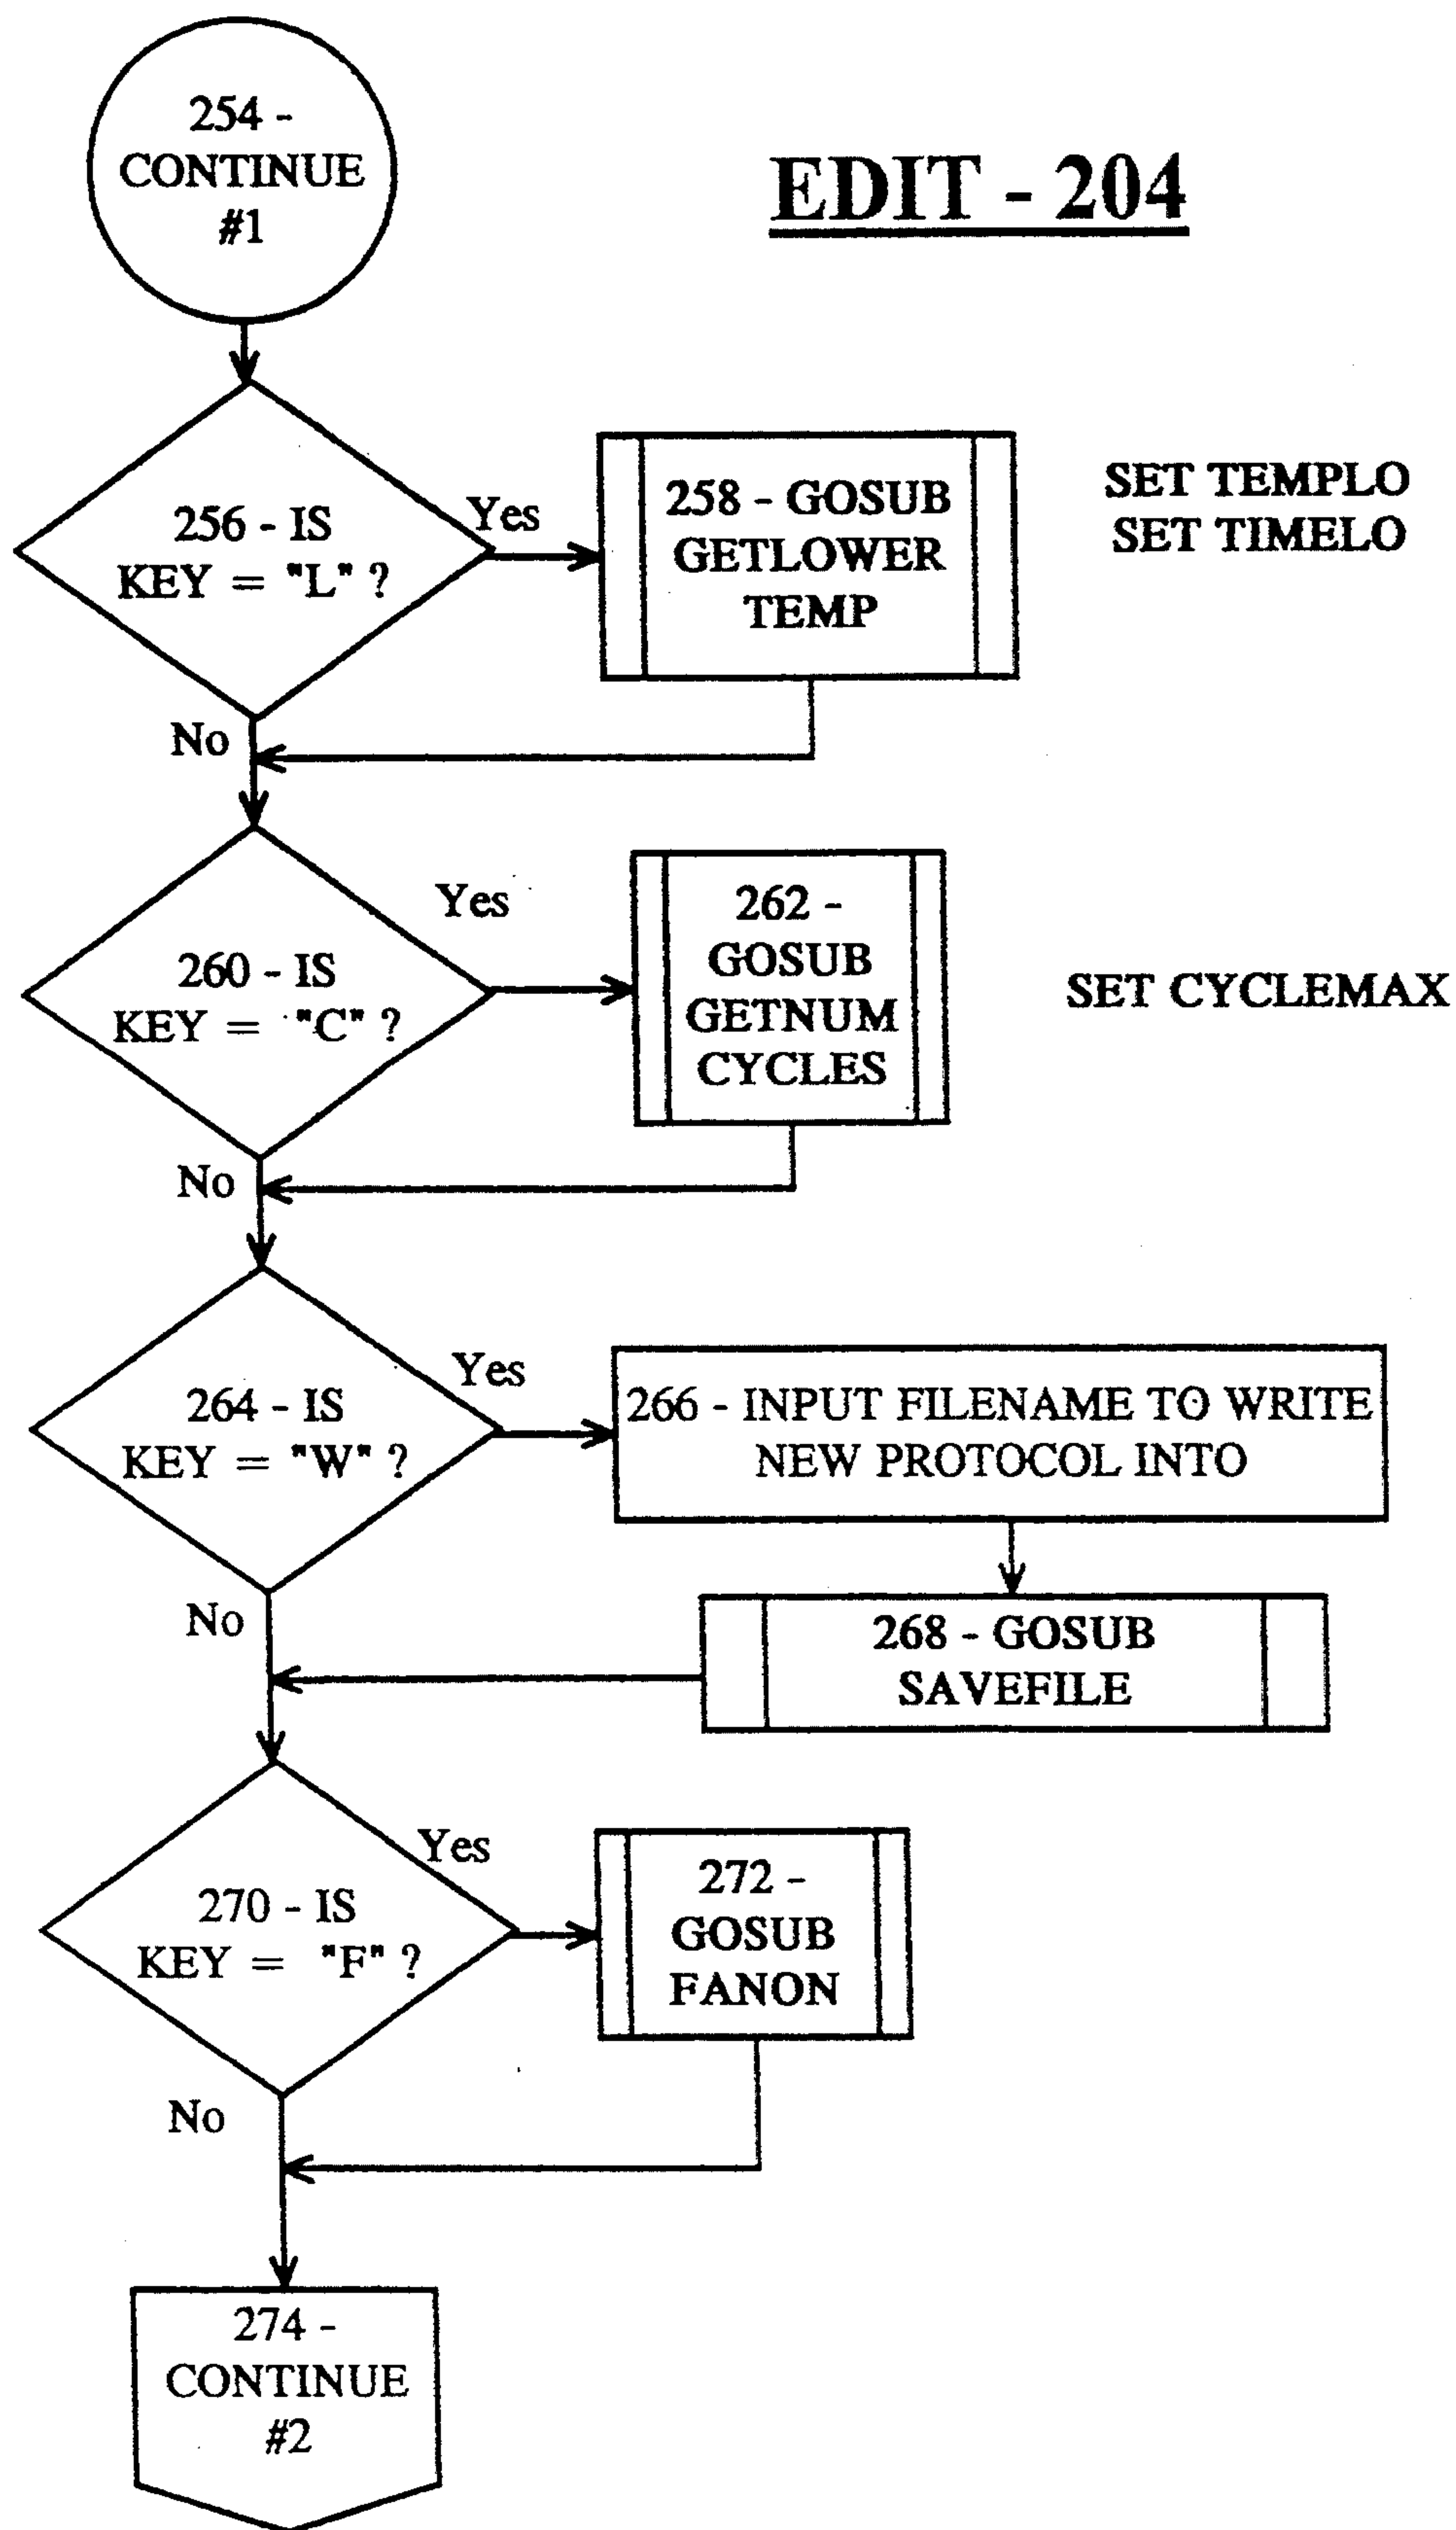 254 -
CONTINUE
#1
EDIT - 204
256 - IS
KEY = "L" ?
Yes
258 - GOSUB
GETLOWER
TEMP
SET TEMPLO
SET TIMELO
No
260 - IS
KEY = "C" ?
Yes
262 -
GOSUB
GETNUM
CYCLES
SET CYCLEMAX
No
264 - IS
KEY = "W" ?
Yes
266 - INPUT FILENAME TO WRITE
NEW PROTOCOL INTO
No
268 - GOSUB
SAVEFILE
270 - IS
KEY = "F" ?
Yes
272 -
GOSUB
FANON
No
274 -
CONTINUE
#2